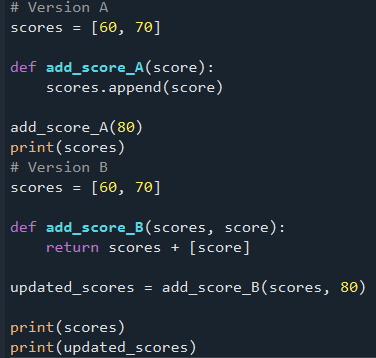 # Version A
scores = [60, 70]

def add_score_A(score):
    scores.append(score)

add_score_A(80)
print(scores)
# Version B
scores = [60, 70]

def add_score_B(scores, score):
    return scores + [score]

updated_scores = add_score_B(scores, 80)

print(scores)
print(updated_scores)